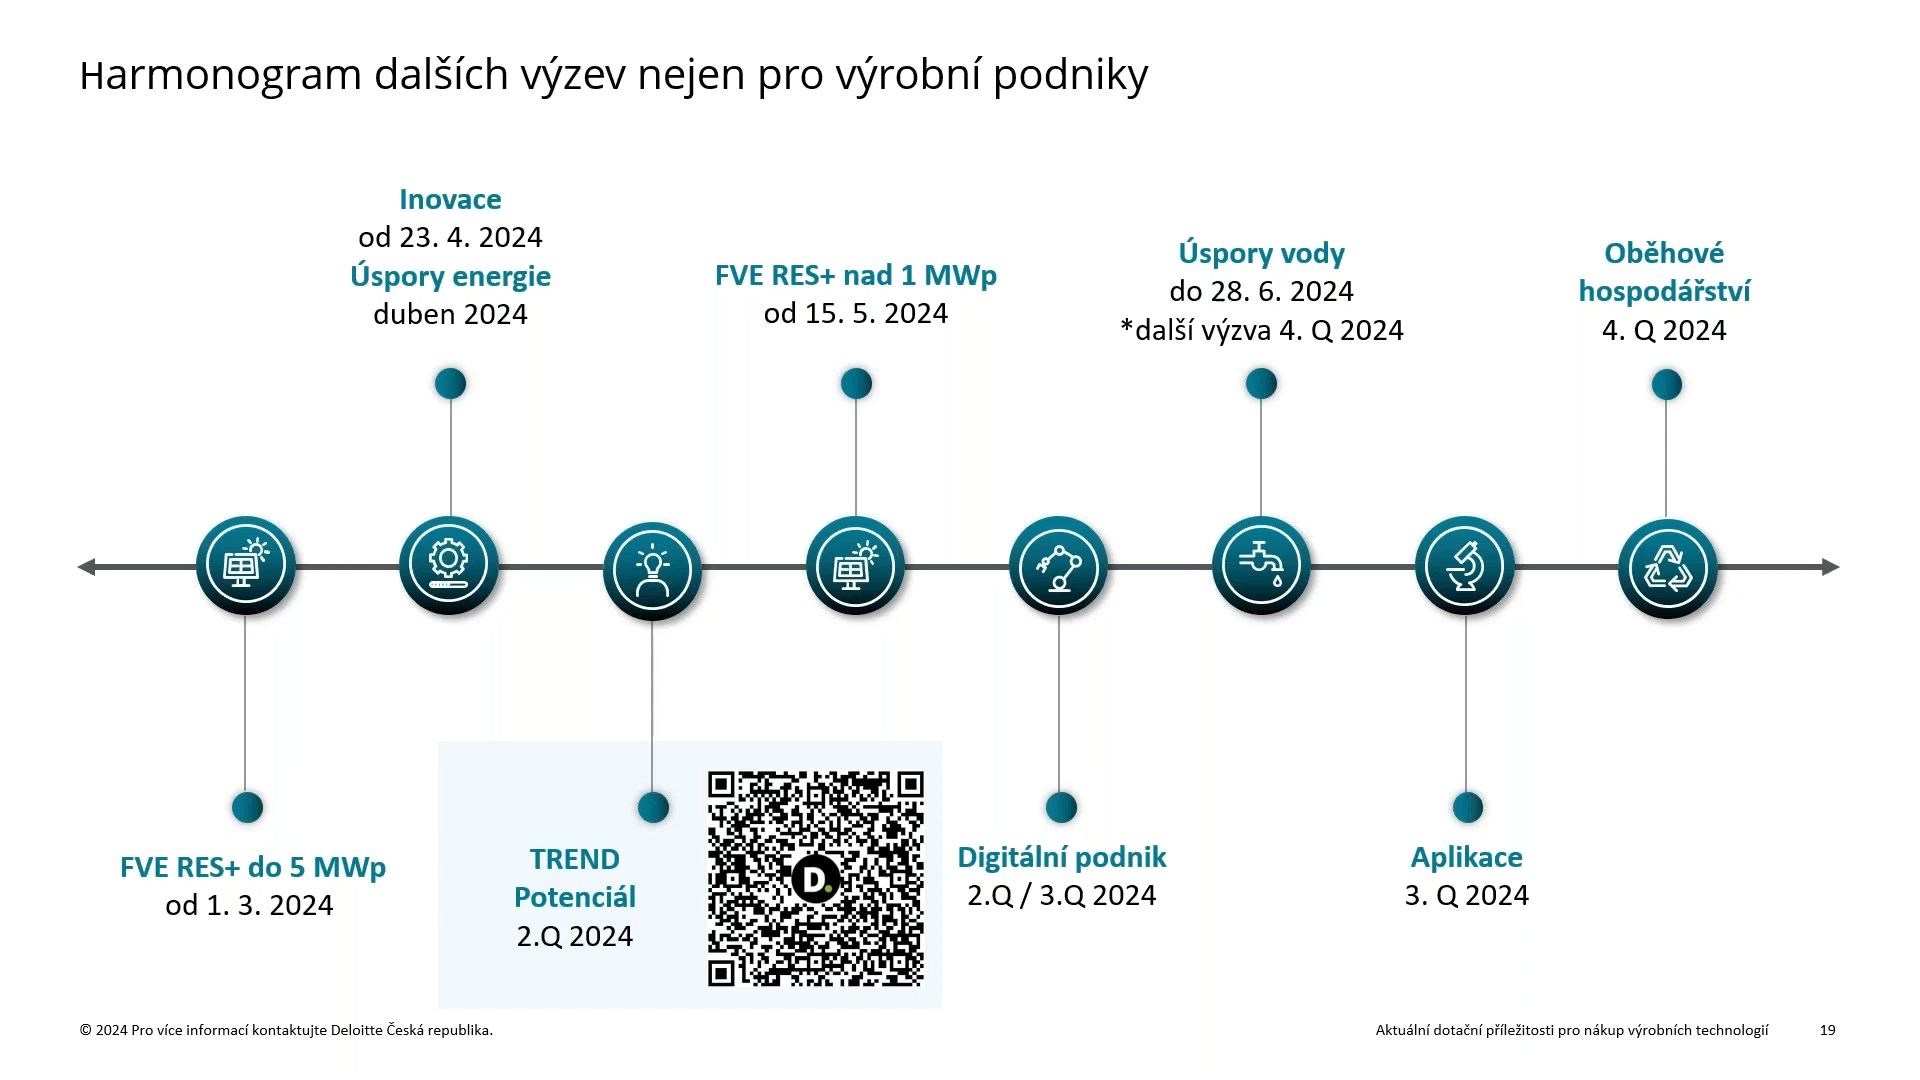 Harmonogram dalších výzev nejen pro výrobní podniky
Inovace
od 23. 4. 2024
Úspory energie
duben 2024
FVE RES+ nad 1 MWp
od 15. 5. 2024
Úspory vody
do 28. 6. 2024
*další výzva 4. Q 2024
Oběhové
hospodářství
4. Q 2024
FVE RES+ do 5 MWp
od 1. 3. 2024
TREND
Potenciál
2.Q 2024
D.
Digitální podnik
2.Q / 3.Q 2024
Aplikace
3. Q 2024
© 2024 Pro více informací kontaktujte Deloitte Česká republika.
Aktuální dotační příležitosti pro nákup výrobních technologií
19